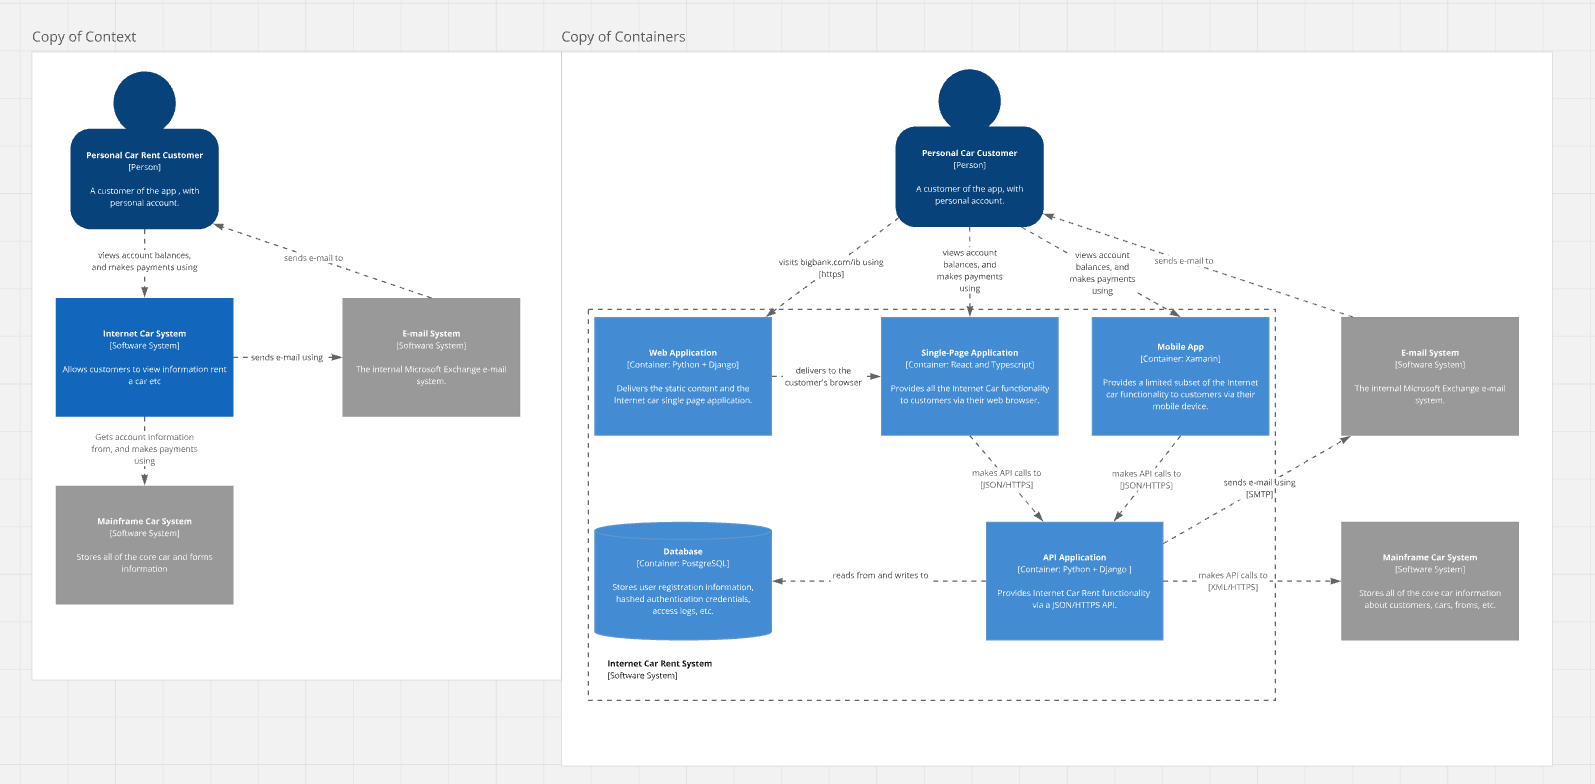 Copy of Context
Personal Car Rent Customer
[Person]
A customer of the app , with
personal account.
views account balances,
and makes payments using
sends e-mail to
Internet Car System
[Software System]
Allows customers to view information rent
a car etc
sends e-mail using
E-mail System
[Software System]
The internal Microsoft Exchange e-mail
system.
Gets account information
from, and makes payments
using
Mainframe Car System
[Software System]
Stores all of the core car and forms
information
Copy of Containers
Personal Car Customer
[Person]
A customer of the app, with
personal account.
visits bigbank.com/ib using
[https]
views account
balances, and
makes payments
using
views account
balances, and
makes payments
using
sends e-mail to
Web Application
[Container: Python + Django]
Delivers the static content and the
Internet car single page application.
delivers to the
customer's browser
Single-Page Application
[Container: React and Typescript]
Provides all the Internet Car functionality
to customers via their web browser.
Mobile App
[Container: Xamarin]
Provides a limited subset of the Internet
car functionality to customers via their
mobile device.
E-mail System
[Software System]
The internal Microsoft Exchange e-mail
system.
makes API calls to
[JSON/HTTPS]
makes API calls to
[JSON/HTTPS]
sends e-mail using
[SMTP]
Database
[Container: PostgreSQL]
Stores user registration information,
hashed authentication credentials,
access logs, etc.
reads from and writes to
API Application
[Container: Python + Django ]
Provides Internet Car Rent functionality
via a JSON/HTTPS API.
makes API calls to
[XML/HTTPS]
Mainframe Car System
[Software System]
Stores all of the core car information
about customers, cars, froms, etc.
Internet Car Rent System
[Software System]